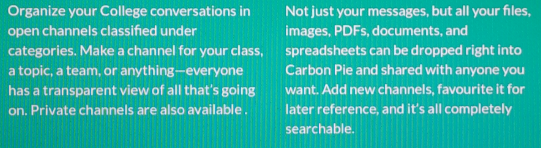 Organize your College conversations in
open channels classified under
categories. Make a channel for your class,
a topic, a team, or anything—everyone
has a transparent view of all that's going
on. Private channels are also available .
Not just your messages, but all your files,
images, PDFs, documents, and
spreadsheets can be dropped right into
Carbon Pie and shared with anyone you
want. Add new channels, favourite it for
later reference, and it's all completely
searchable.